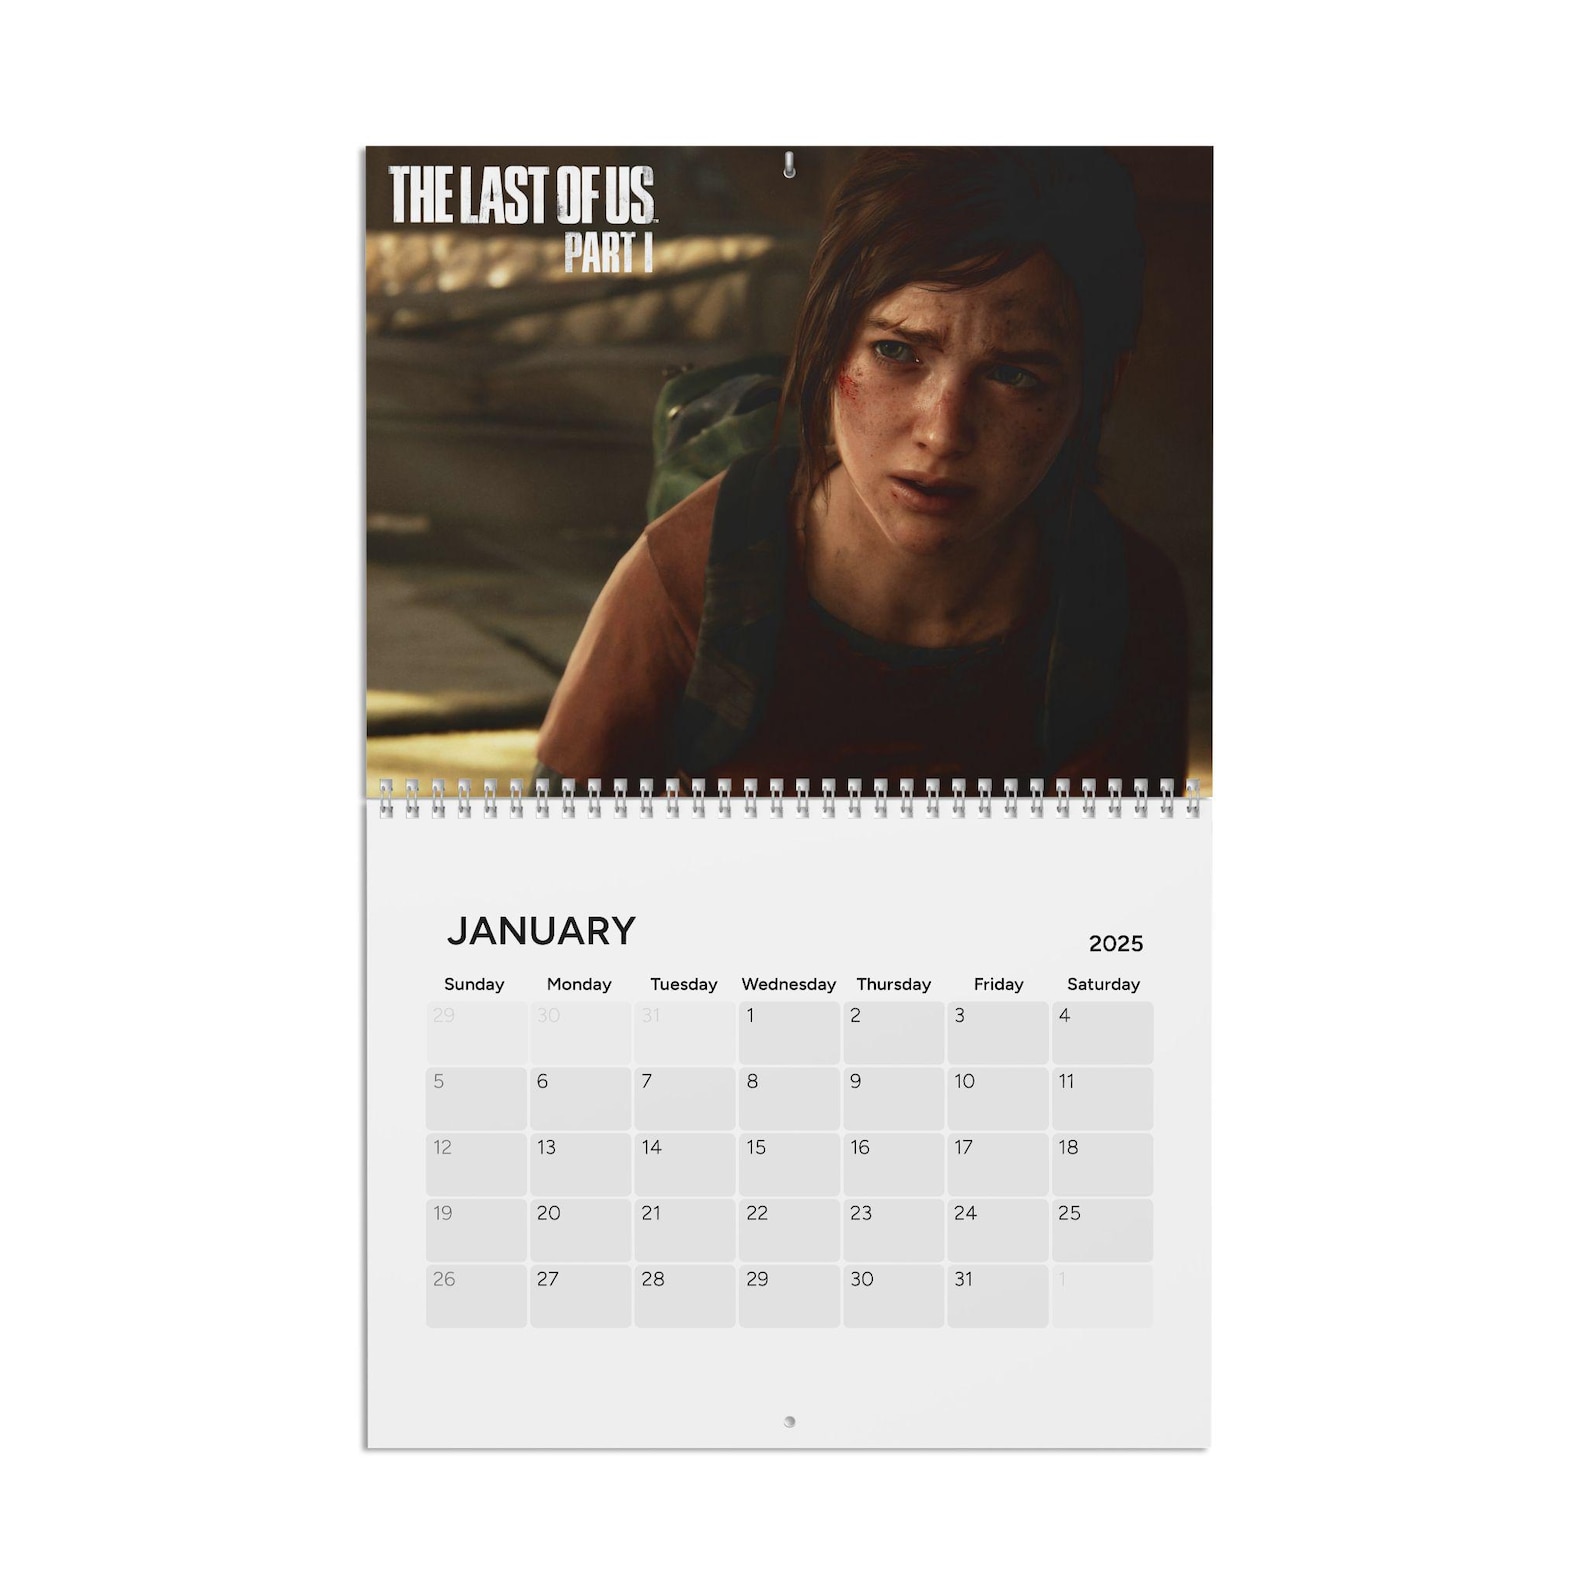 THE LAST OF US
PART I
JANUARY
2025
Sunday Monday Tuesday Wednesday Thursday Friday Saturday
29 30 31 1 2 3 4
5 6 7 8 9 10 11
12 13 14 15 16 17 18
19 20 21 22 23 24 25
26 27 28 29 30 31 1